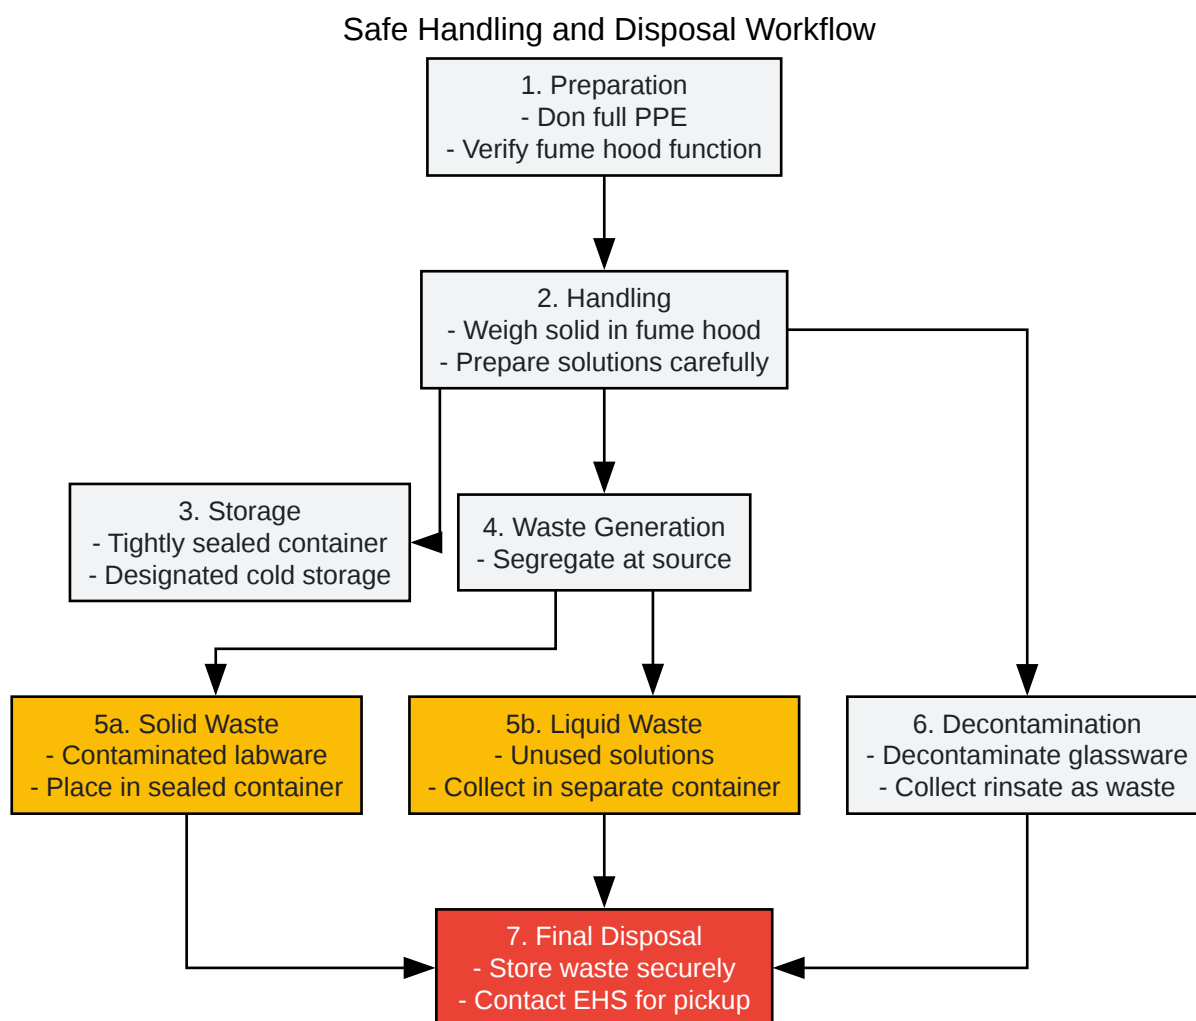 Safe Handling and Disposal Workflow
1. Preparation
- Don full PPE
- Verify fume hood function
2. Handling
- Weigh solid in fume hood
- Prepare solutions carefully
3. Storage
- Tightly sealed container
- Designated cold storage
4. Waste Generation
- Segregate at source
5a. Solid Waste
- Contaminated labware
- Place in sealed container
5b. Liquid Waste
- Unused solutions
- Collect in separate container
6. Decontamination
- Decontaminate glassware
- Collect rinsate as waste
7. Final Disposal
- Store waste securely
- Contact EHS for pickup